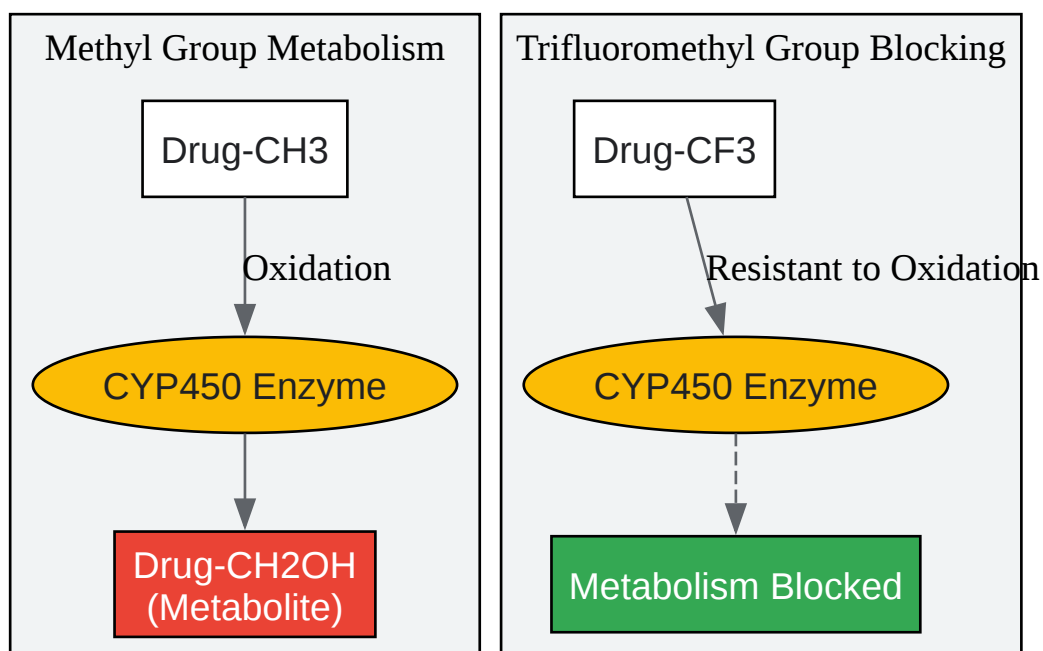 Methyl Group Metabolism
Drug-CH3
Oxidation
CYP450 Enzyme
Drug-CH2OH
(Metabolite)
Trifluoromethyl Group Blocking
Drug-CF3
Resistant to Oxidation
CYP450 Enzyme
Metabolism Blocked